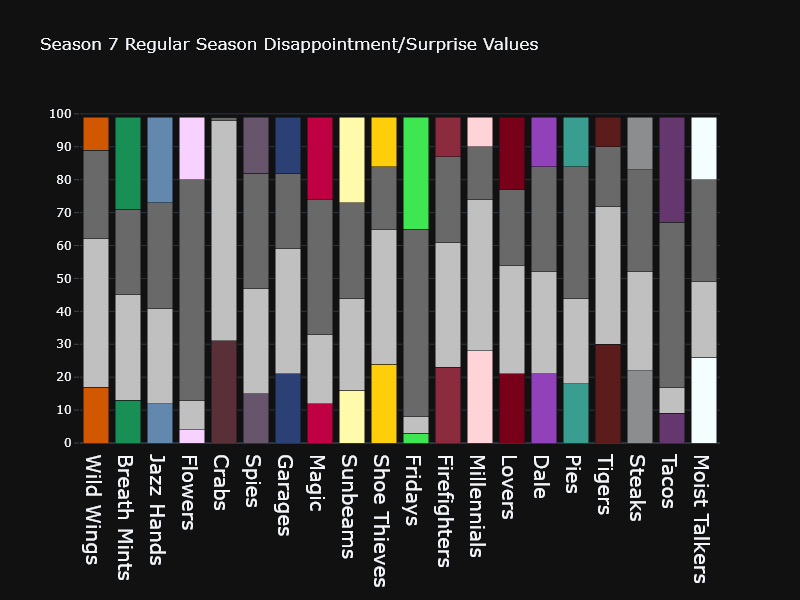 Season 7 Regular Season Disappointment/Surprise Values
100
90
80
70
60
50
40
30
20
10
0
Wild Wings
Breath Mints
Jazz Hands
Flowers
Crabs
Spies
Garages
Magic
Sunbeams
Shoe Thieves
Fridays
Firefighters
Millennials
Lovers
Dale
Pies
Tigers
Steaks
Tacos
Moist Talkers